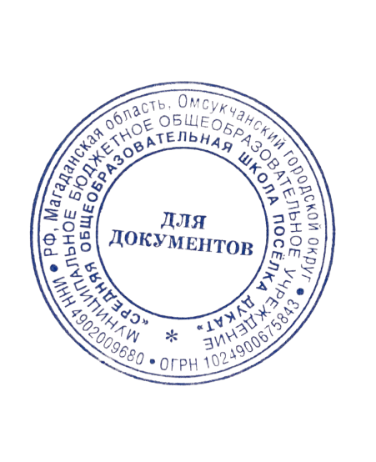 • РФ, Магаданская область, Омсукчанский городской округ •
ИНН 4902009680 • ОГРН 1024900675843
МУНИЦИПАЛЬНОЕ БЮДЖЕТНОЕ ОБЩЕОБРАЗОВАТЕЛЬНОЕ УЧРЕЖДЕНИЕ
«СРЕДНЯЯ ОБЩЕОБРАЗОВАТЕЛЬНАЯ ШКОЛА ПОСЁЛКА ДУКАТ»
*
ДЛЯ
ДОКУМЕНТОВ